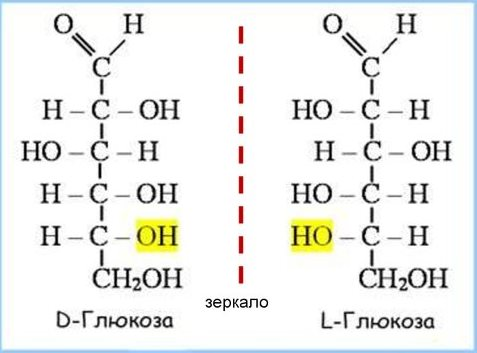 O H O H
C C
H – C – OH HO – C – H
HO – C – H H – C – OH
H – C – OH HO – C – H
H – C – OH HO – C – H
CH₂OH CH₂OH
зеркало
D-Глюкоза L-Глюкоза